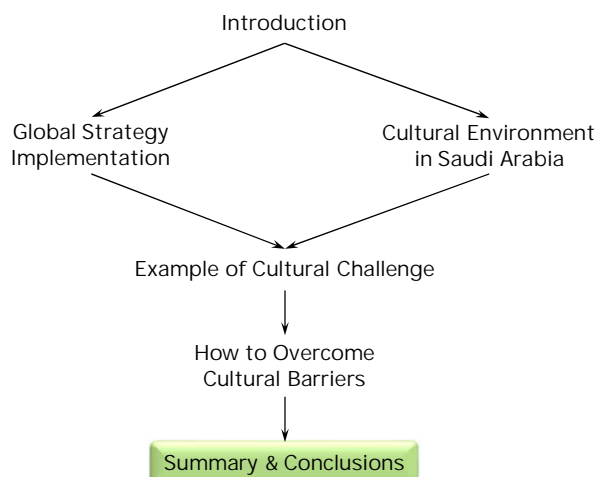 Introduction
Global Strategy
Implementation
Cultural Environment
in Saudi Arabia
Example of Cultural Challenge
How to Overcome
Cultural Barriers
Summary & Conclusions